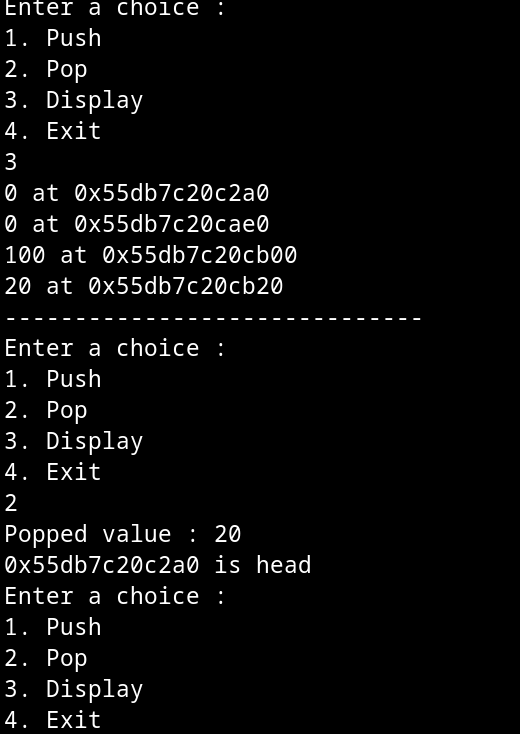 Enter a choice :
1. Push
2. Pop
3. Display
4. Exit
3
0 at 0x55db7c20c2a0
0 at 0x55db7c20cae0
100 at 0x55db7c20cb00
20 at 0x55db7c20cb20
------------------------------
Enter a choice :
1. Push
2. Pop
3. Display
4. Exit
2
Popped value : 20
0x55db7c20c2a0 is head
Enter a choice :
1. Push
2. Pop
3. Display
4. Exit